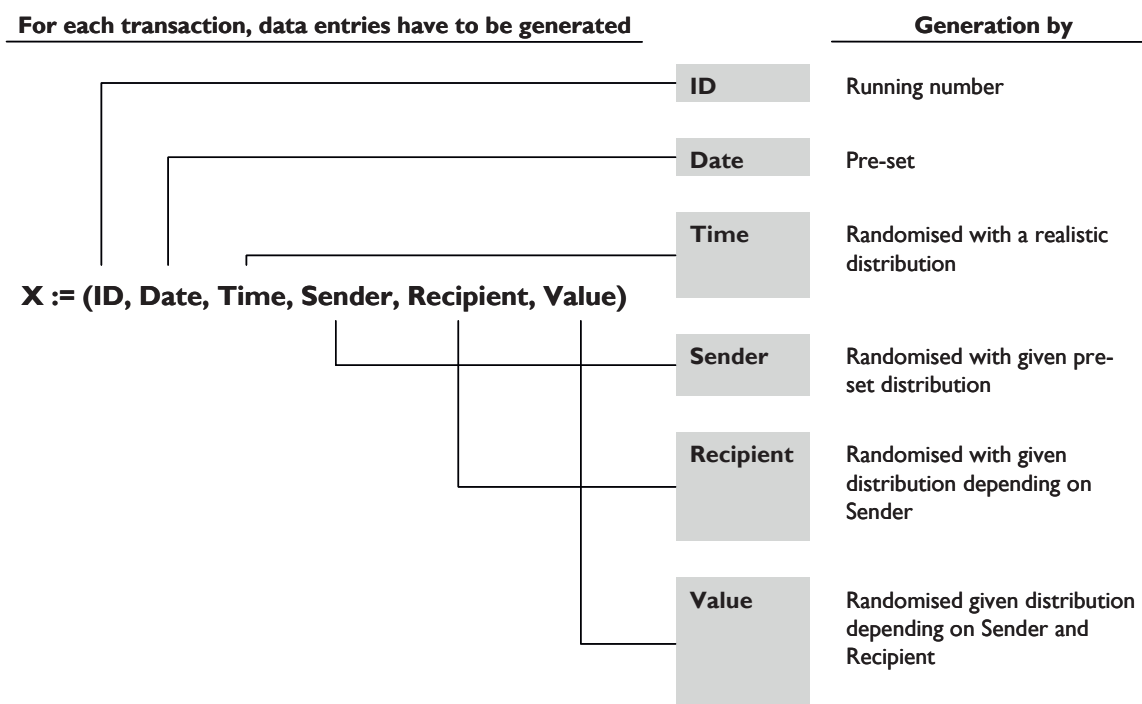 For each transaction, data entries have to be generated
Generation by
ID
Running number
Date
Pre-set
Time
Randomised with a realistic
distribution
X := (ID, Date, Time, Sender, Recipient, Value)
Sender
Randomised with given pre-
set distribution
Recipient
Randomised with given
distribution depending on
Sender
Value
Randomised given distribution
depending on Sender and
Recipient